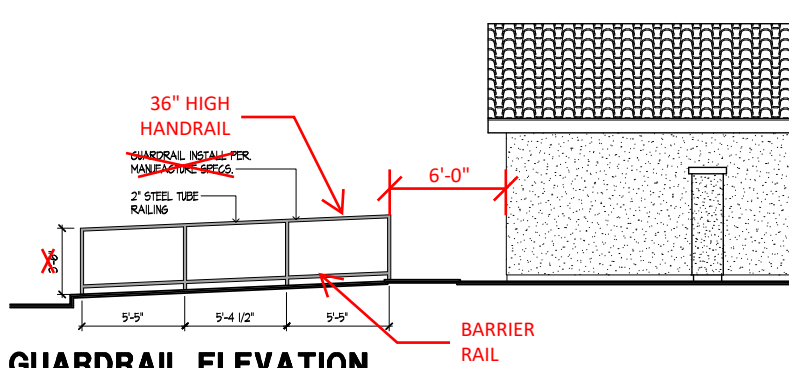 36" HIGH
HANDRAIL
GUARDRAIL INSTALL PER.
MANUFACTURE SPECS.
2" STEEL TUBE
RAILING
6'-0"
5'-5"
5'-4 1/2"
5'-5"
BARRIER
RAIL
GUARDRAIL ELEVATION